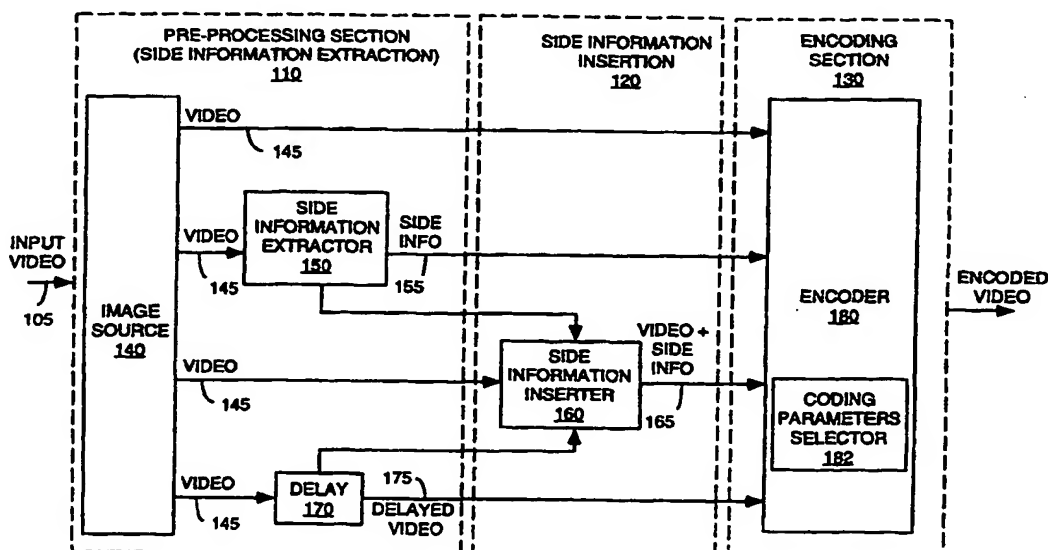 PRE-PROCESSING SECTION
(SIDE INFORMATION EXTRACTION)
110
SIDE INFORMATION
INSERTION
120
ENCODING
SECTION
130
VIDEO
145
INPUT
VIDEO
105
IMAGE
SOURCE
140
VIDEO
145
SIDE
INFORMATION
EXTRACTOR
150
SIDE
INFO
155
ENCODER
180
ENCODED
VIDEO
VIDEO
145
SIDE
INFORMATION
INSERTER
160
VIDEO +
SIDE
INFO
165
CODING
PARAMETERS
SELECTOR
182
VIDEO
145
DELAY
170
175
DELAYED
VIDEO